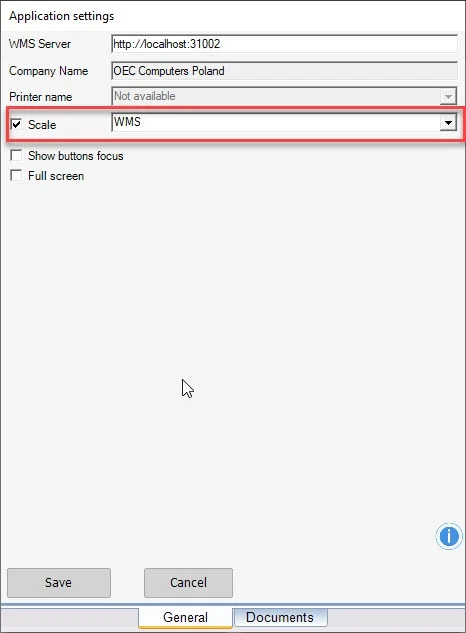 Application settings
WMS Server http://localhost:31002
Company Name OEC Computers Poland
Printer name Not available
Scale WMS
Show buttons focus
Full screen
i
Save Cancel
General Documents